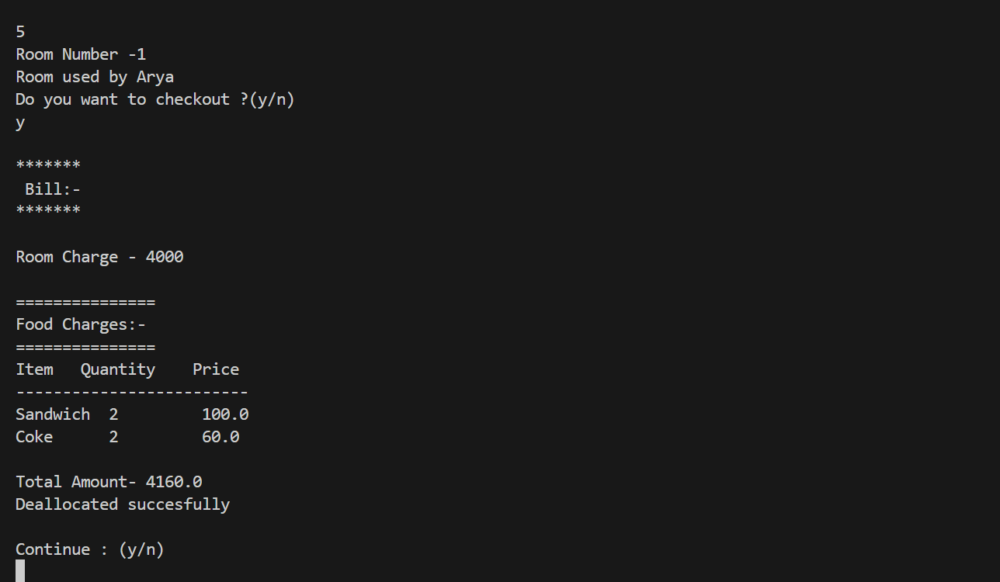 5
Room Number -1
Room used by Arya
Do you want to checkout ?(y/n)
y
*******
 Bill:-
*******
Room Charge - 4000
===============
Food Charges:-
===============
Item   Quantity    Price
-------------------------
Sandwich  2         100.0
Coke      2         60.0
Total Amount- 4160.0
Deallocated succesfully
Continue : (y/n)